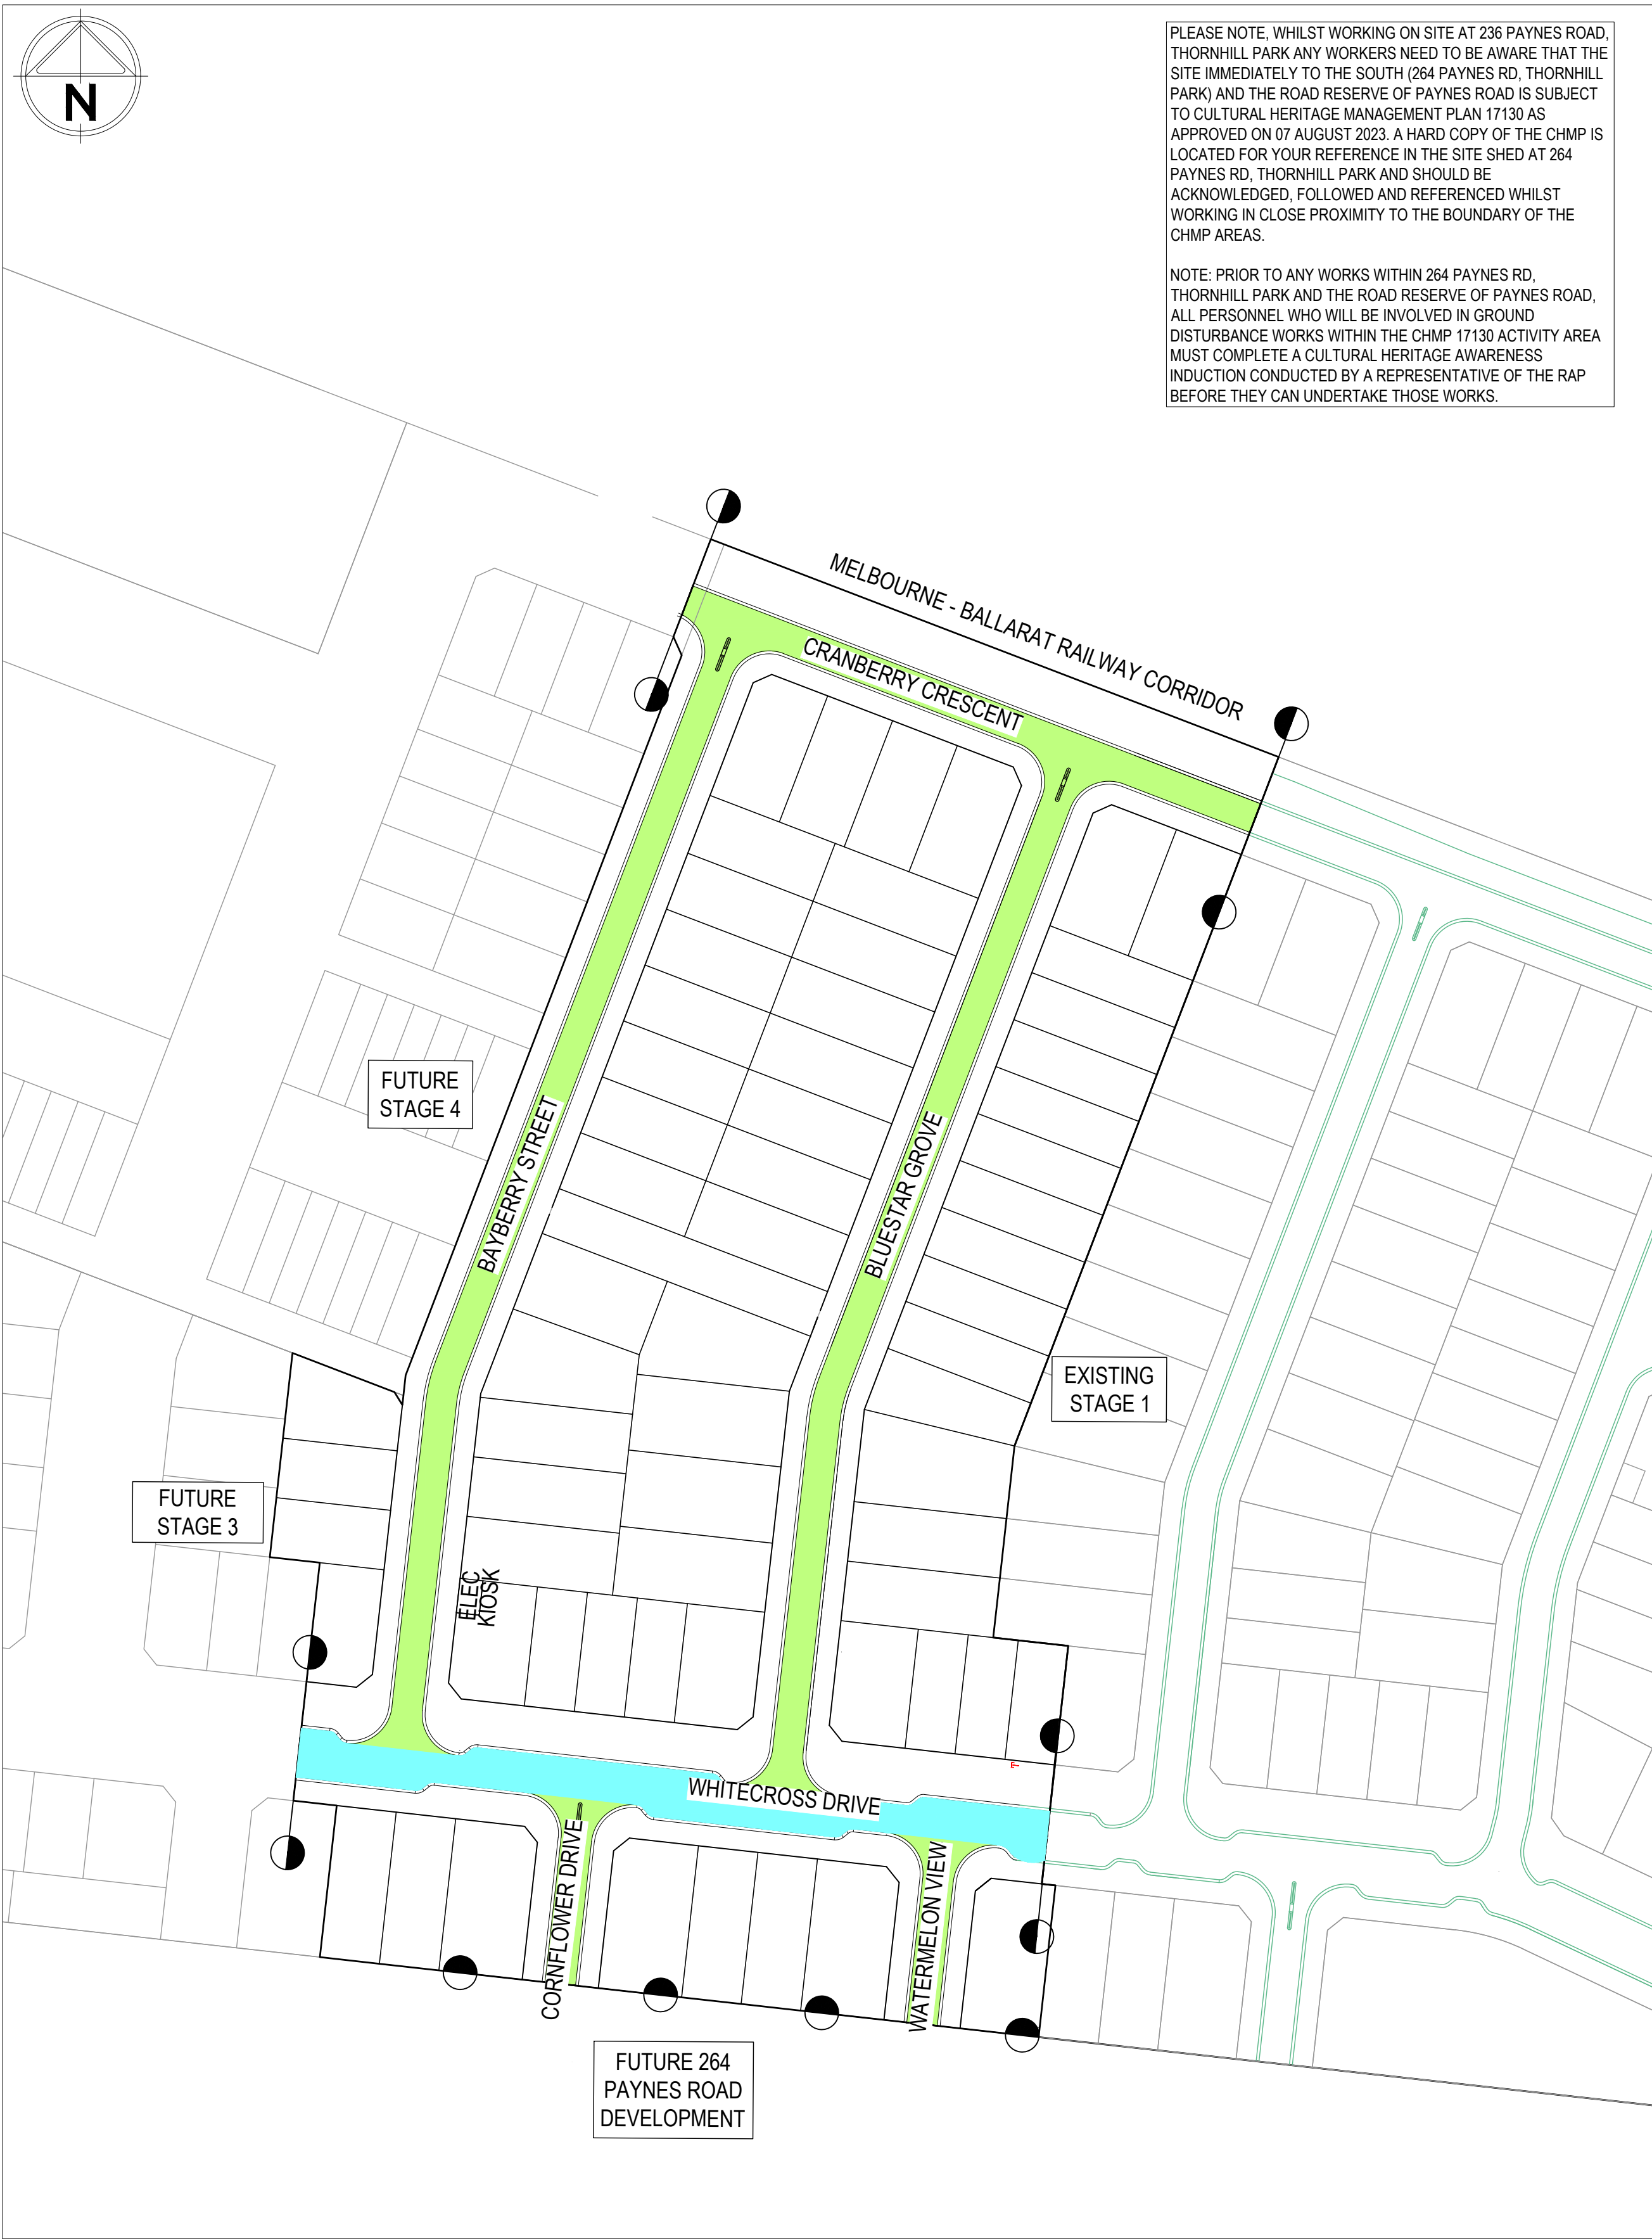 N
PLEASE NOTE, WHILST WORKING ON SITE AT 236 PAYNES ROAD,
THORNHILL PARK ANY WORKERS NEED TO BE AWARE THAT THE
SITE IMMEDIATELY TO THE SOUTH (264 PAYNES RD, THORNHILL
PARK) AND THE ROAD RESERVE OF PAYNES ROAD IS SUBJECT
TO CULTURAL HERITAGE MANAGEMENT PLAN 17130 AS
APPROVED ON 07 AUGUST 2023. A HARD COPY OF THE CHMP IS
LOCATED FOR YOUR REFERENCE IN THE SITE SHED AT 264
PAYNES RD, THORNHILL PARK AND SHOULD BE
ACKNOWLEDGED, FOLLOWED AND REFERENCED WHILST
WORKING IN CLOSE PROXIMITY TO THE BOUNDARY OF THE
CHMP AREAS.
NOTE: PRIOR TO ANY WORKS WITHIN 264 PAYNES RD,
THORNHILL PARK AND THE ROAD RESERVE OF PAYNES ROAD,
ALL PERSONNEL WHO WILL BE INVOLVED IN GROUND
DISTURBANCE WORKS WITHIN THE CHMP 17130 ACTIVITY AREA
MUST COMPLETE A CULTURAL HERITAGE AWARENESS
INDUCTION CONDUCTED BY A REPRESENTATIVE OF THE RAP
BEFORE THEY CAN UNDERTAKE THOSE WORKS.
MELBOURNE - BALLARAT RAILWAY CORRIDOR
CRANBERRY CRESCENT
FUTURE
STAGE 4
BAYBERRY STREET
BLUESTAR GROVE
EXISTING
STAGE 1
FUTURE
STAGE 3
ELEC
KIOSK
E
WHITECROSS DRIVE
CORNFLOWER DRIVE
WATERMELON VIEW
FUTURE 264
PAYNES ROAD
DEVELOPMENT